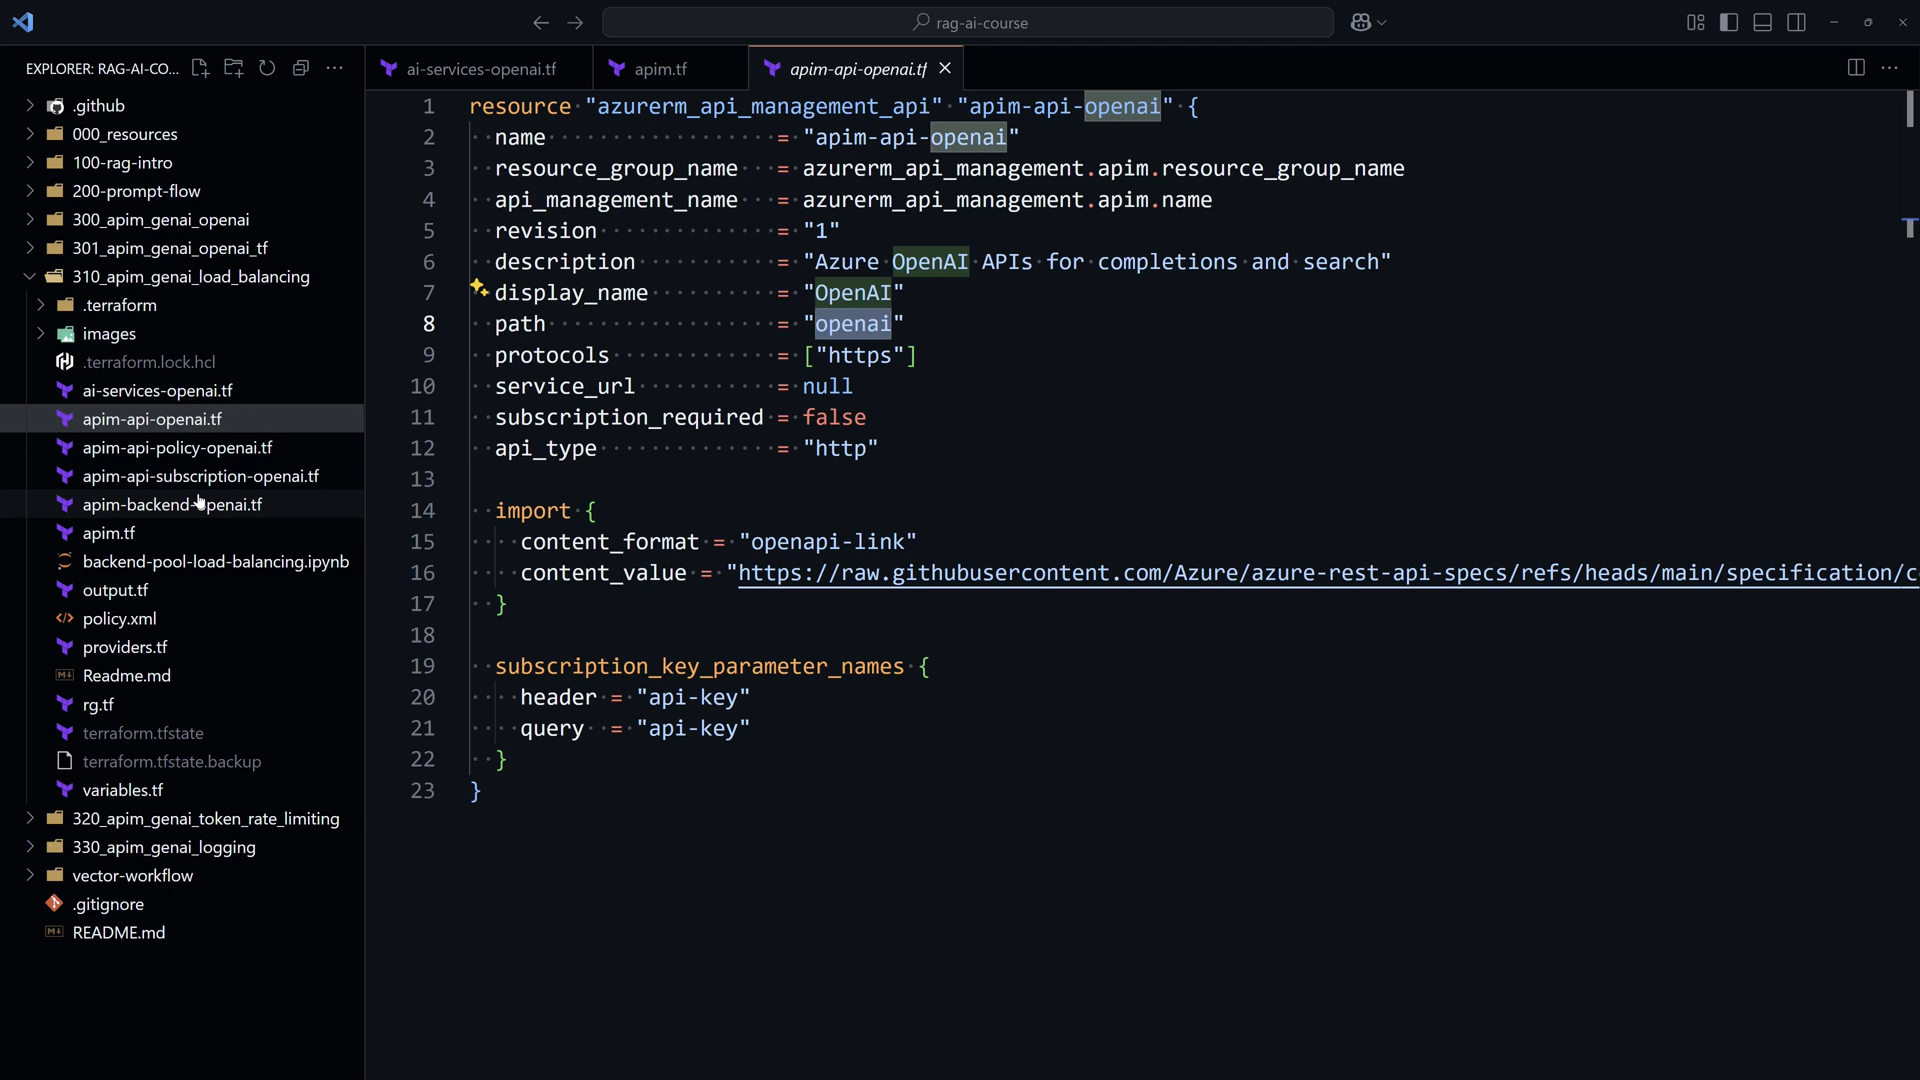 rag-ai-course
EXPLORER: RAG-AI-CO...
.github
000_resources
100-rag-intro
200-prompt-flow
300_apim_genai_openai
301_apim_genai_openai_tf
310_apim_genai_load_balancing
.terraform
images
.terraform.lock.hcl
ai-services-openai.tf
apim-api-openai.tf
apim-api-policy-openai.tf
apim-api-subscription-openai.tf
apim-backend-openai.tf
apim.tf
backend-pool-load-balancing.ipynb
output.tf
policy.xml
providers.tf
Readme.md
rg.tf
terraform.tfstate
terraform.tfstate.backup
variables.tf
320_apim_genai_token_rate_limiting
330_apim_genai_logging
vector-workflow
.gitignore
README.md
ai-services-openai.tf
apim.tf
apim-api-openai.tf
1 resource "azurerm_api_management_api" "apim-api-openai" {
2 name = "apim-api-openai"
3 resource_group_name = azurerm_api_management.apim.resource_group_name
4 api_management_name = azurerm_api_management.apim.name
5 revision = "1"
6 description = "Azure OpenAI APIs for completions and search"
7 display_name = "OpenAI"
8 path = "openai"
9 protocols = ["https"]
10 service_url = null
11 subscription_required = false
12 api_type = "http"
13
14 import {
15 content_format = "openapi-link"
16 content_value = "https://raw.githubusercontent.com/Azure/azure-rest-api-specs/refs/heads/main/specification/c
17 }
18
19 subscription_key_parameter_names {
20 header = "api-key"
21 query = "api-key"
22 }
23 }